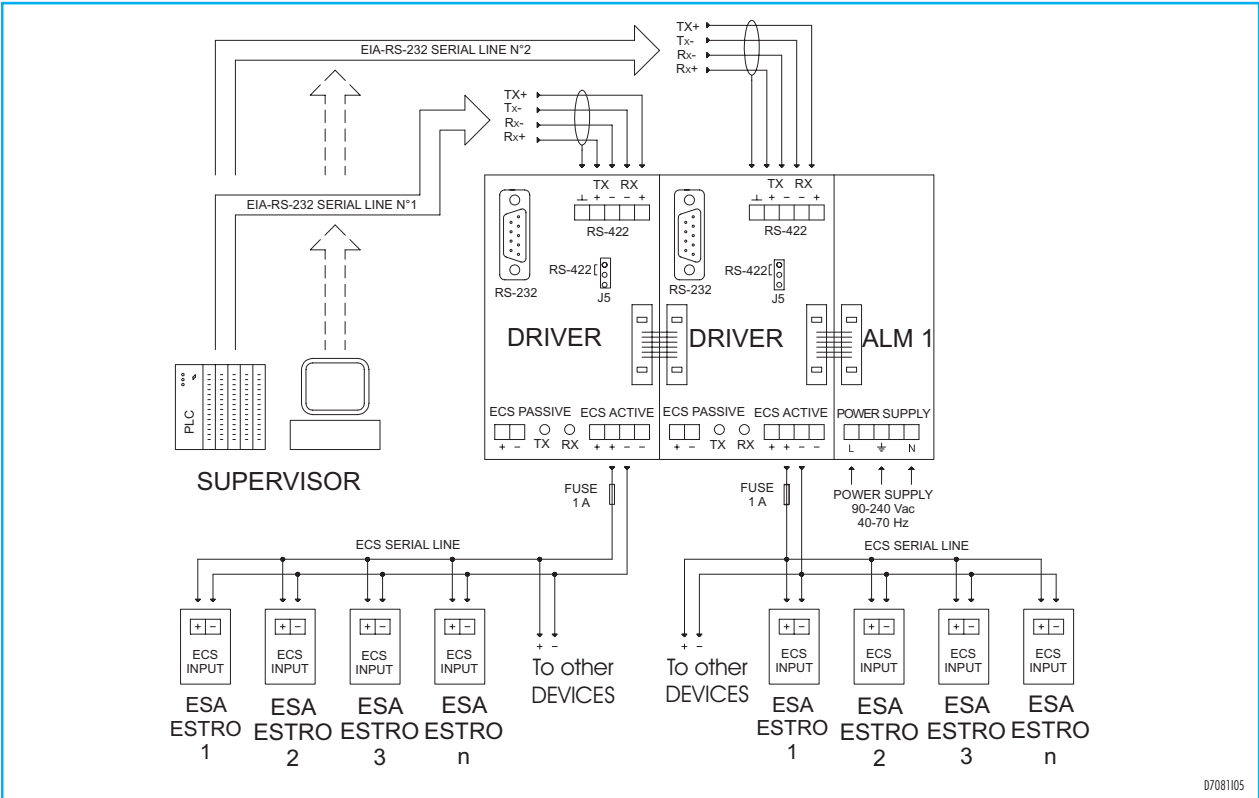 EIA-RS-232 SERIAL LINE N°2
TX+
Tx-
Rx-
Rx+
TX+
Tx-
Rx-
Rx+
EIA-RS-232 SERIAL LINE N°1
TX RX
⊥ + − − +
RS-422
RS-232
RS-422
J5
DRIVER
TX RX
⊥ + − − +
RS-422
RS-232
RS-422
J5
DRIVER
ALM 1
PLC
SUPERVISOR
ECS PASSIVE
+ −
TX RX
ECS ACTIVE
+ + − −
ECS PASSIVE
+ −
TX RX
ECS ACTIVE
+ + − −
POWER SUPPLY
L ⏚ N
FUSE
1 A
FUSE
1 A
POWER SUPPLY
90-240 Vac
40-70 Hz
ECS SERIAL LINE
ECS SERIAL LINE
+ −
ECS
INPUT
ESA
ESTRO
1
+ −
ECS
INPUT
ESA
ESTRO
2
+ −
ECS
INPUT
ESA
ESTRO
3
+ −
ECS
INPUT
ESA
ESTRO
n
+ −
To other
DEVICES
+ −
To other
DEVICES
+ −
ECS
INPUT
ESA
ESTRO
1
+ −
ECS
INPUT
ESA
ESTRO
2
+ −
ECS
INPUT
ESA
ESTRO
3
+ −
ECS
INPUT
ESA
ESTRO
n
D7081I05